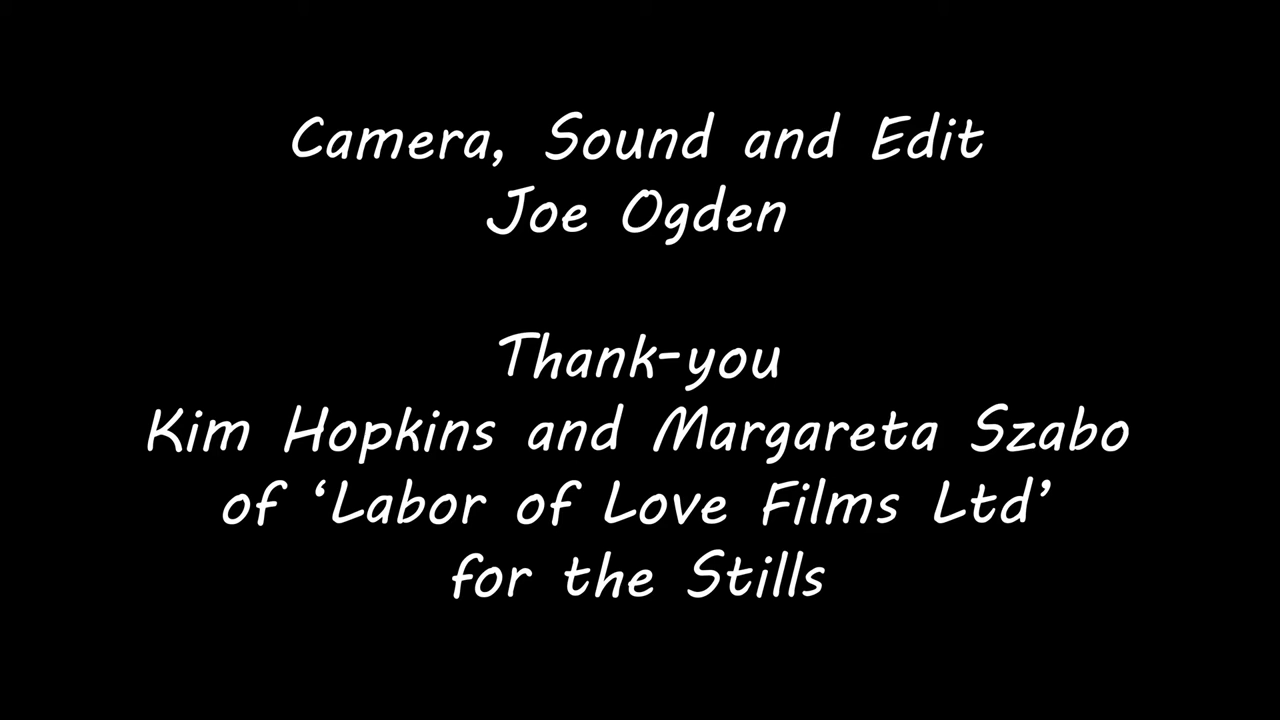 Camera, Sound and Edit
Joe Ogden
Thank-you
Kim Hopkins and Margareta Szabo
of ‘Labor of Love Films Ltd’
for the Stills